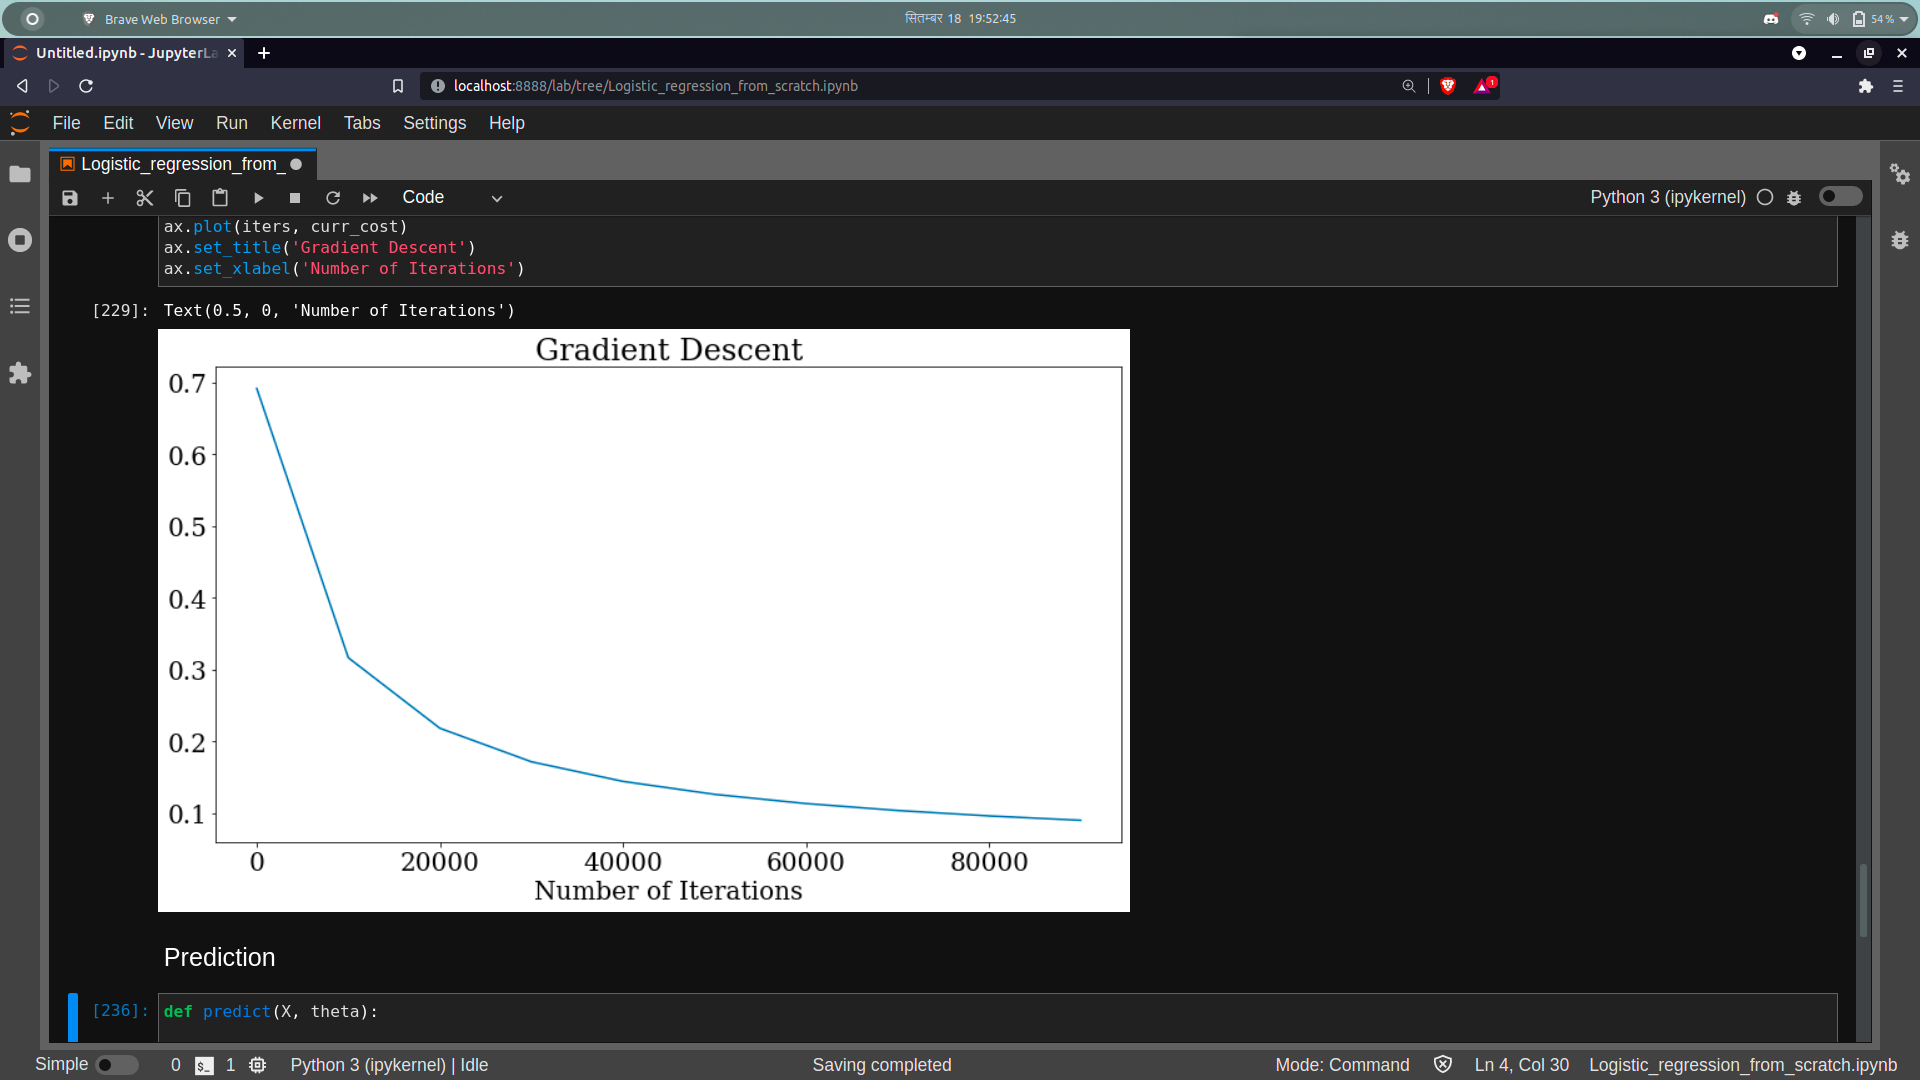 Brave Web Browser
सितम्बर 18 19:52:45
54 %
Untitled.ipynb - JupyterLa
localhost:8888/lab/tree/Logistic_regression_from_scratch.ipynb
1
File Edit View Run Kernel Tabs Settings Help
Logistic_regression_from_
Code
Python 3 (ipykernel)
ax.plot(iters, curr_cost)
ax.set_title('Gradient Descent')
ax.set_xlabel('Number of Iterations')
[229]: Text(0.5, 0, 'Number of Iterations')
Gradient Descent
0.7
0.6
0.5
0.4
0.3
0.2
0.1
0 20000 40000 60000 80000
Number of Iterations
Prediction
[236]: def predict(X, theta):
Simple 0 $_ 1 Python 3 (ipykernel) | Idle Saving completed Mode: Command Ln 4, Col 30 Logistic_regression_from_scratch.ipynb